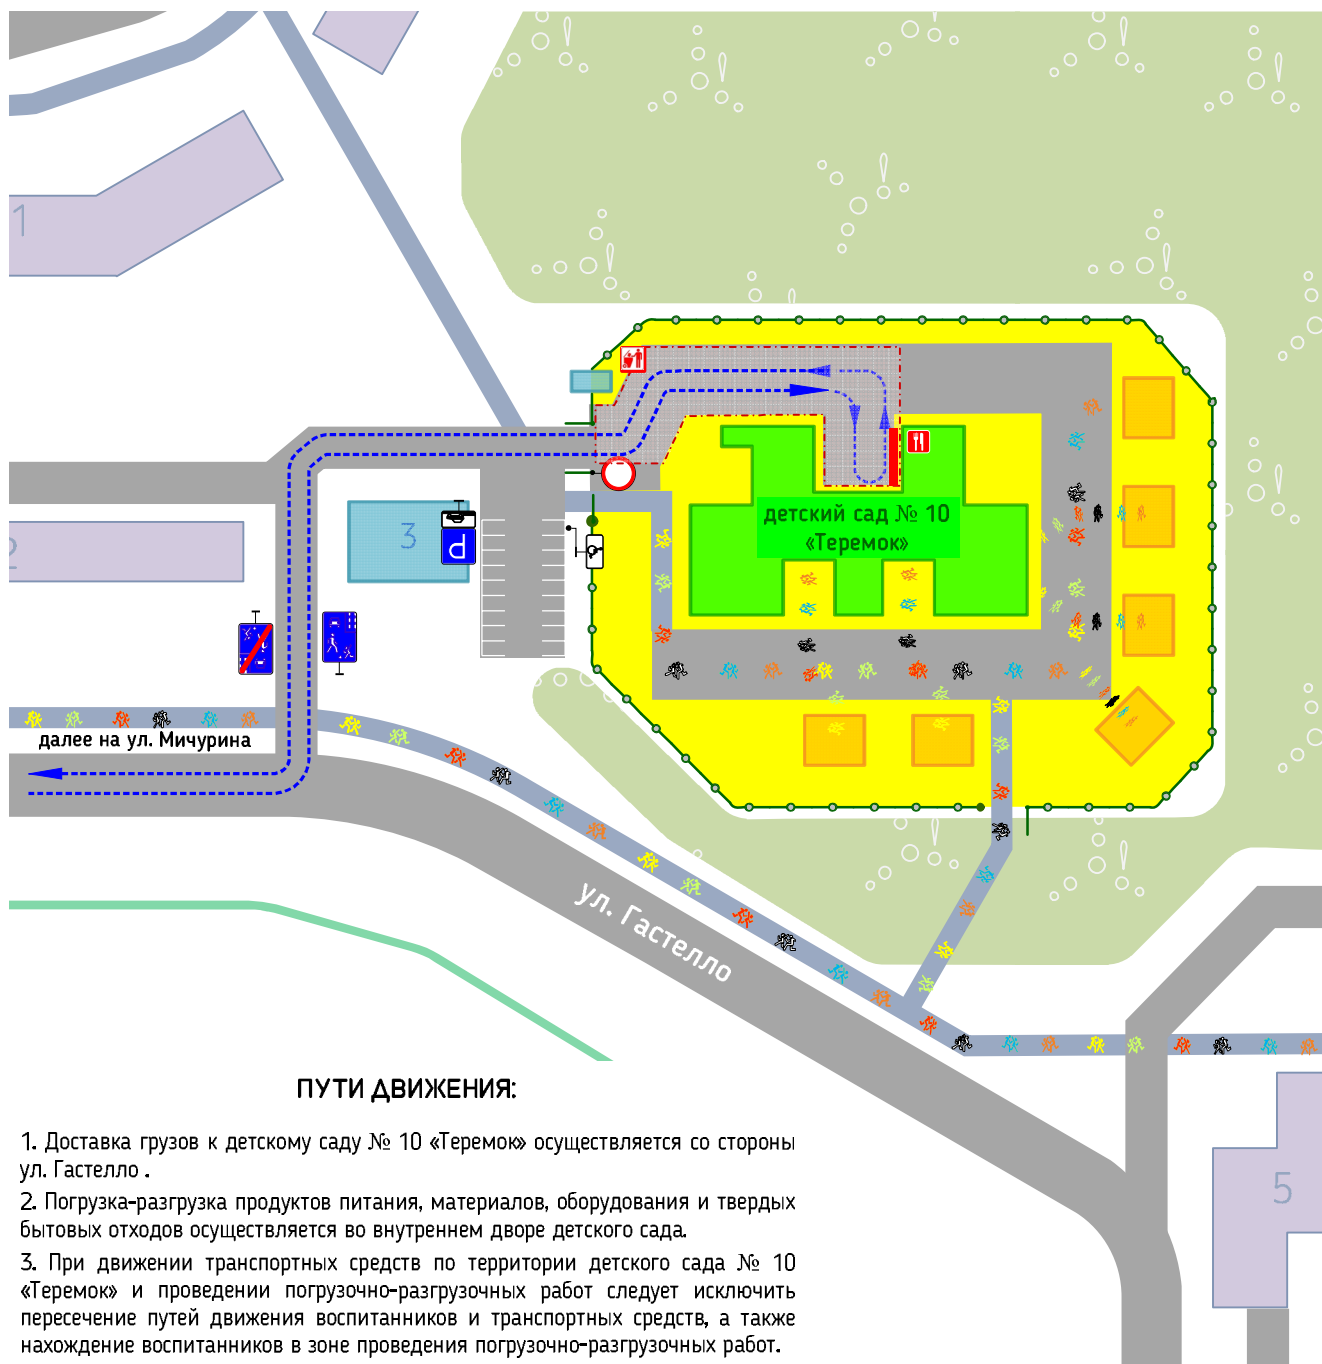 1
3
Р
2
детский сад № 10
«Теремок»
далее на ул. Мичурина
ул. Гастелло
5
ПУТИ ДВИЖЕНИЯ:
1. Доставка грузов к детскому саду № 10 «Теремок» осуществляется со стороны
ул. Гастелло .
2. Погрузка-разгрузка продуктов питания, материалов, оборудования и твердых
бытовых отходов осуществляется во внутреннем дворе детского сада.
3. При движении транспортных средств по территории детского сада № 10
«Теремок» и проведении погрузочно-разгрузочных работ следует исключить
пересечение путей движения воспитанников и транспортных средств, а также
нахождение воспитанников в зоне проведения погрузочно-разгрузочных работ.